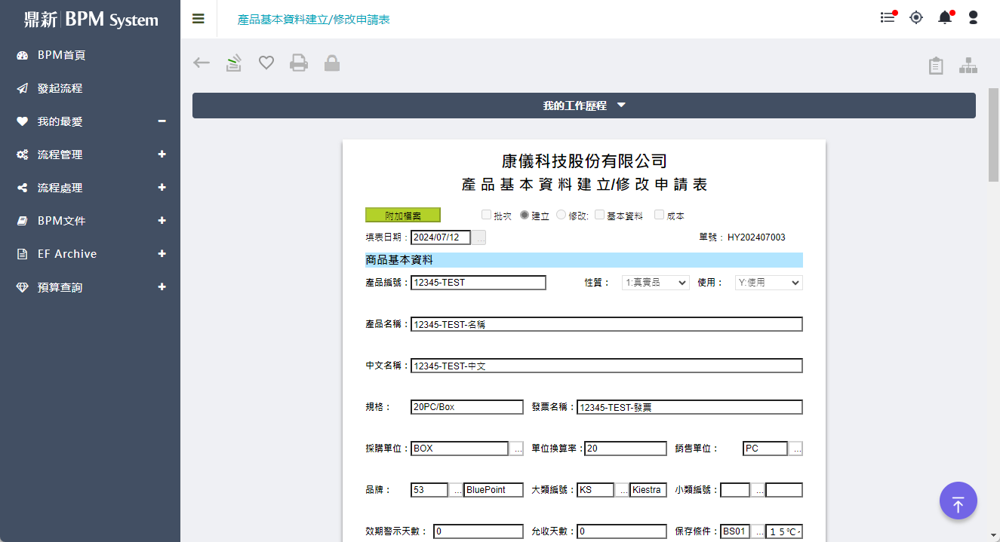 鼎新 BPM System
產品基本資料建立/修改申請表
BPM首頁
發起流程
我的最愛
流程管理
流程處理
BPM文件
EF Archive
預算查詢
我的工作歷程
康儀科技股份有限公司
產品基本資料建立/修改申請表
附加檔案 批次 建立 修改: 基本資料 成本
填表日期: 2024/07/12 ... 單號： HY202407003
商品基本資料
產品編號: 12345-TEST 性質： 1:真實品 使用： Y:使用
產品名稱: 12345-TEST-名稱
中文名稱: 12345-TEST-中文
規格： 20PC/Box 發票名稱: 12345-TEST-發票
採購單位: BOX ... 單位換算率: 20 銷售單位： PC ...
品牌： 53 ... BluePoint 大類編號: KS ... Kiestra 小類編號: ...
效期警示天數： 0 允收天數: 0 保存條件: BS01 ... １５℃-